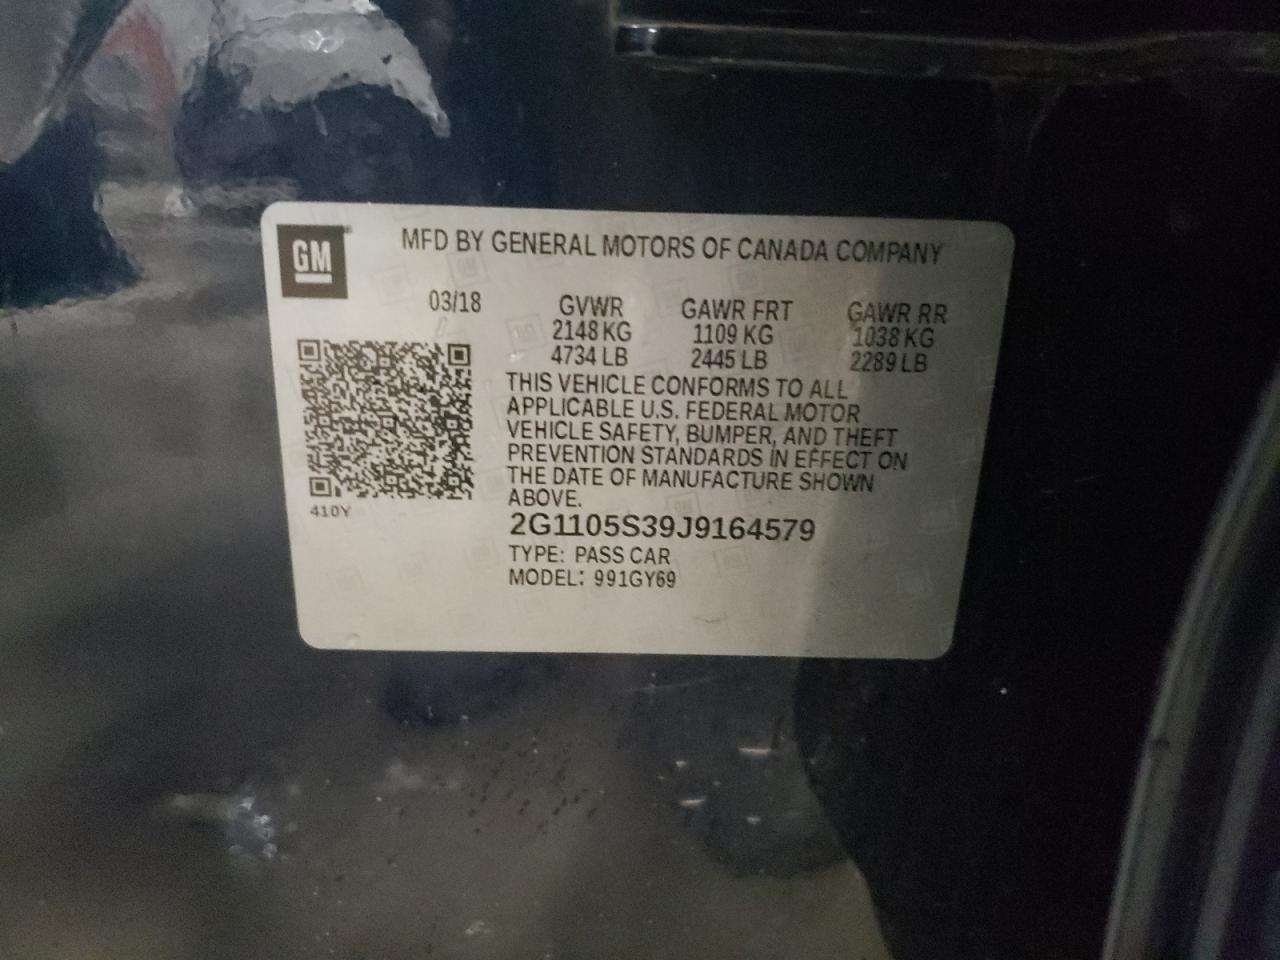 GM
MFD BY GENERAL MOTORS OF CANADA COMPANY
03/18 GVWR GAWR FRT GAWR RR
2148 KG 1109 KG 1038 KG
4734 LB 2445 LB 2289 LB
THIS VEHICLE CONFORMS TO ALL
APPLICABLE U.S. FEDERAL MOTOR
VEHICLE SAFETY, BUMPER, AND THEFT
PREVENTION STANDARDS IN EFFECT ON
THE DATE OF MANUFACTURE SHOWN
ABOVE.
410Y
2G1105S39J9164579
TYPE: PASS CAR
MODEL: 991GY69